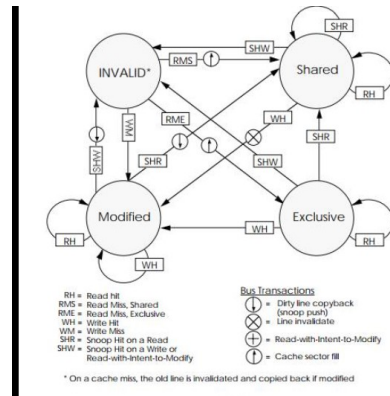 SHR
SHW
RMS
INVALID*
Shared
RH
RME
WH
WM
SHR
SHW
SHR
SHW
Modified
Exclusive
RH
WH
RH
WH
RH = Read hit
RMS = Read Miss, Shared
RME = Read Miss, Exclusive
WH = Write Hit
WM = Write Miss
SHR = Snoop Hit on a Read
SHW = Snoop Hit on a Write or
Read-with-Intent-to-Modify
Bus Transactions
= Dirty line copyback
(snoop push)
= Line invalidate
= Read-with-Intent-to-Modify
= Cache sector fill
* On a cache miss, the old line is invalidated and copied back if modified